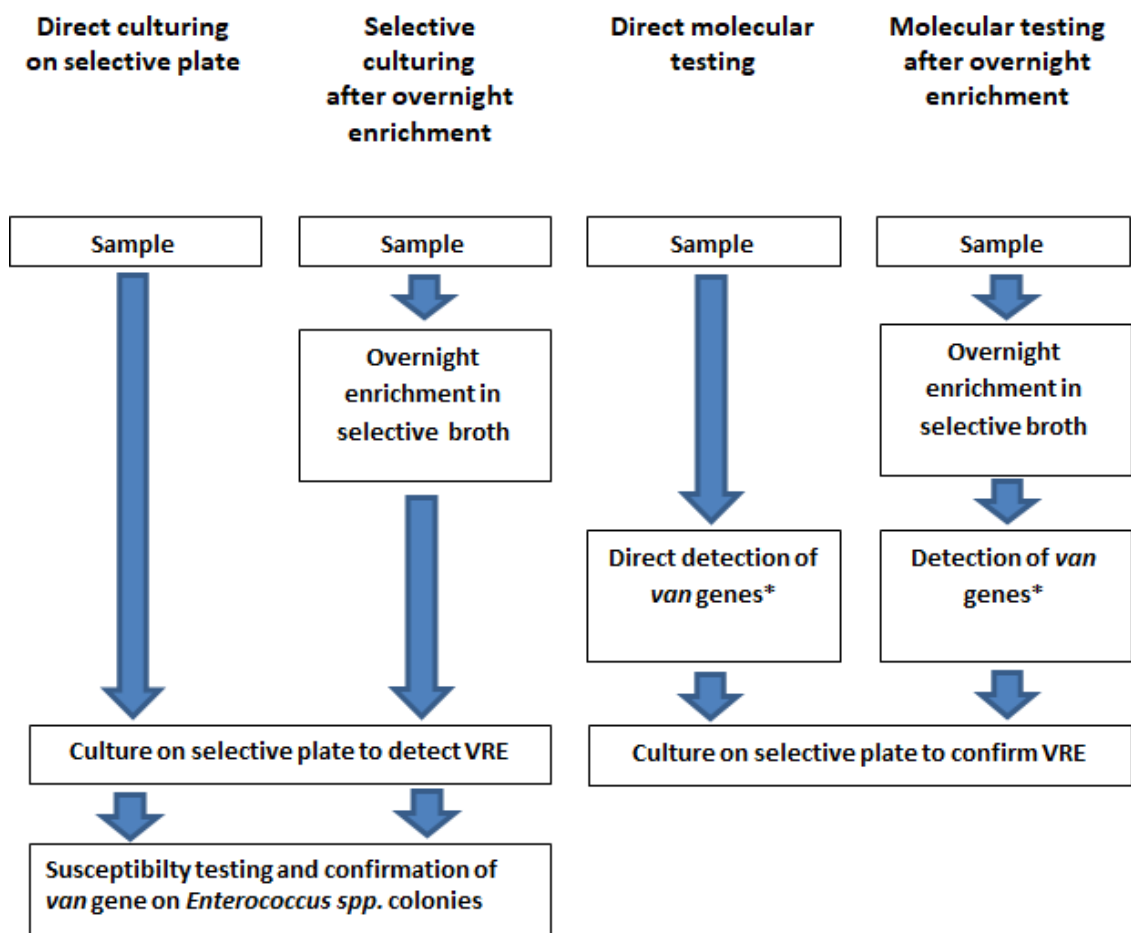 Direct culturing
on selective plate
Selective
culturing
after overnight
enrichment
Direct molecular
testing
Molecular testing
after overnight
enrichment
Sample
Sample
Sample
Sample
Overnight
enrichment in
selective broth
Overnight
enrichment in
selective broth
Direct detection of
van genes*
Detection of van
genes*
Culture on selective plate to detect VRE
Culture on selective plate to confirm VRE
Susceptibilty testing and confirmation of
van gene on Enterococcus spp. colonies